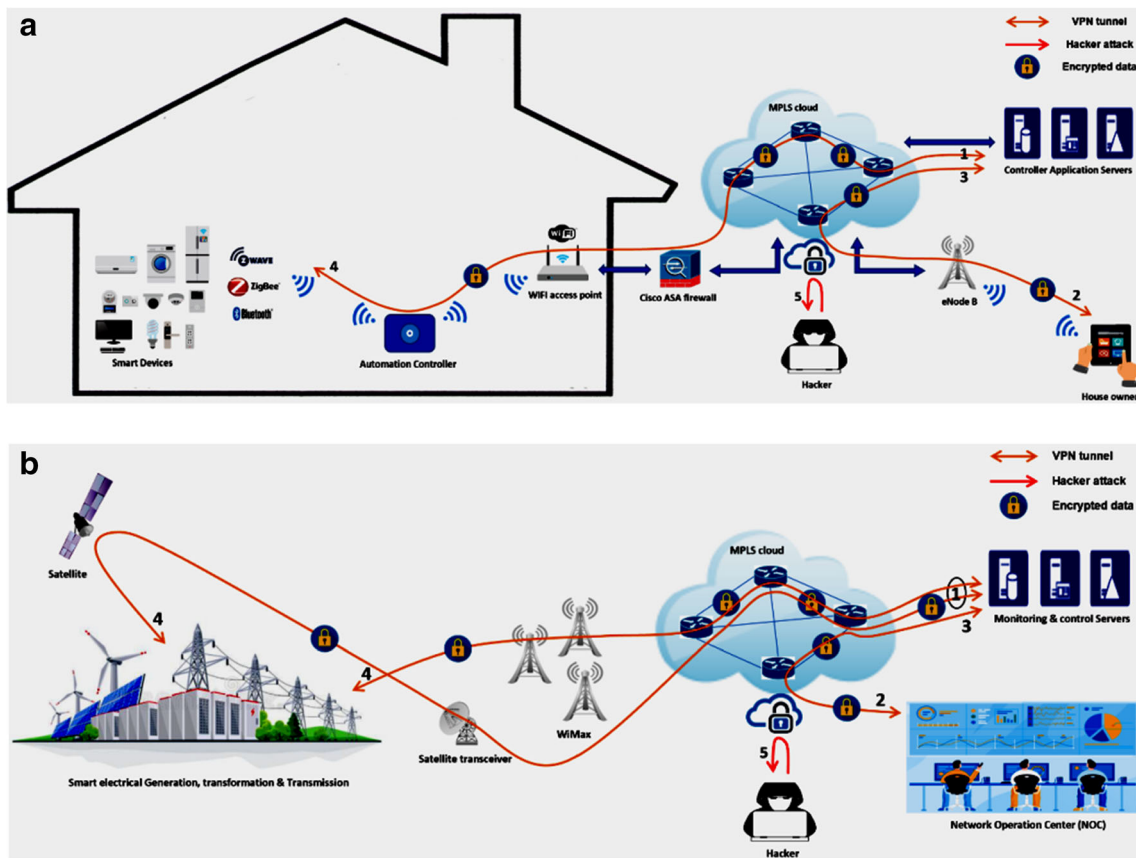 a
VPN tunnel
Hacker attack
Encrypted data
MPLS cloud
1
3
Controller Application Servers
WiFi
Z WAVE
4
ZigBee
Bluetooth
WIFI access point
Cisco ASA firewall
5
eNode B
2
Smart Devices
Automation Controller
Hacker
House owner
b
VPN tunnel
Hacker attack
Encrypted data
MPLS cloud
Satellite
1
Monitoring & control Servers
3
4
4
2
WiMax
Satellite transceiver
5
Smart electrical Generation, transformation & Transmission
Network Operation Center (NOC)
Hacker